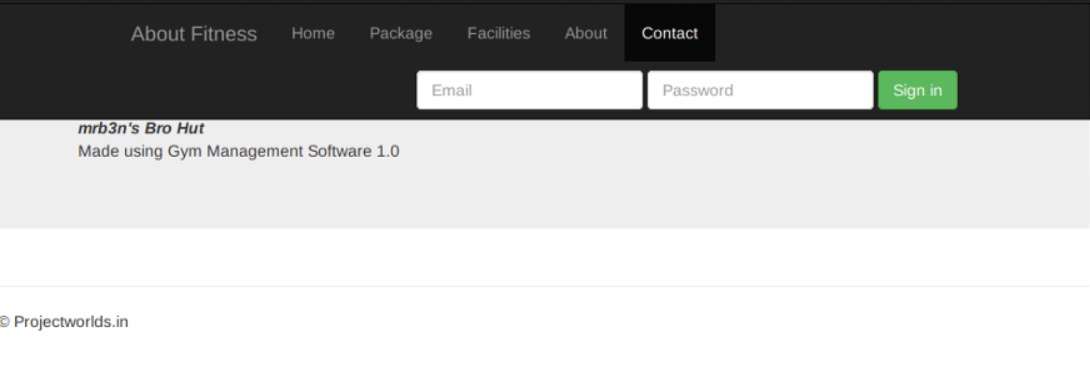 About Fitness Home Package Facilities About Contact
Email Password Sign in
mrb3n's Bro Hut
Made using Gym Management Software 1.0
© Projectworlds.in